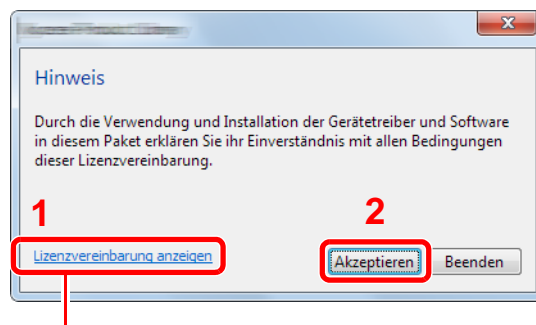 Hinweis
Durch die Verwendung und Installation der Gerätetreiber und Software
in diesem Paket erklären Sie ihr Einverständnis mit allen Bedingungen
dieser Lizenzvereinbarung.
1
2
Lizenzvereinbarung anzeigen
Akzeptieren
Beenden